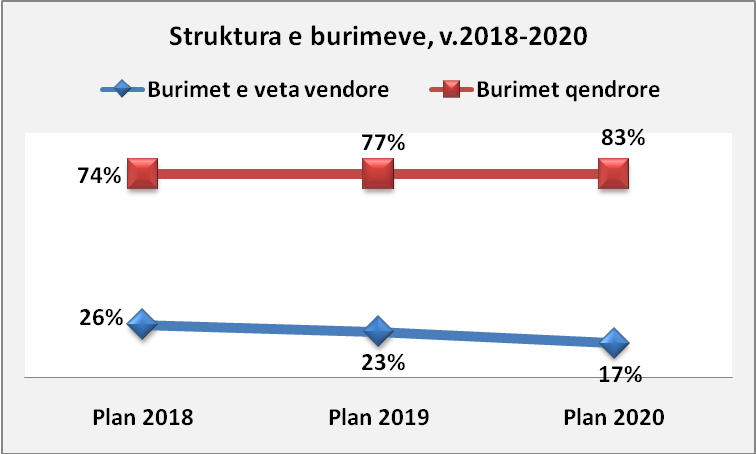 Struktura e burimeve, v.2018-2020
Burimet e veta vendore Burimet qendrore
74% 77% 83%
26% 23% 17%
Plan 2018 Plan 2019 Plan 2020